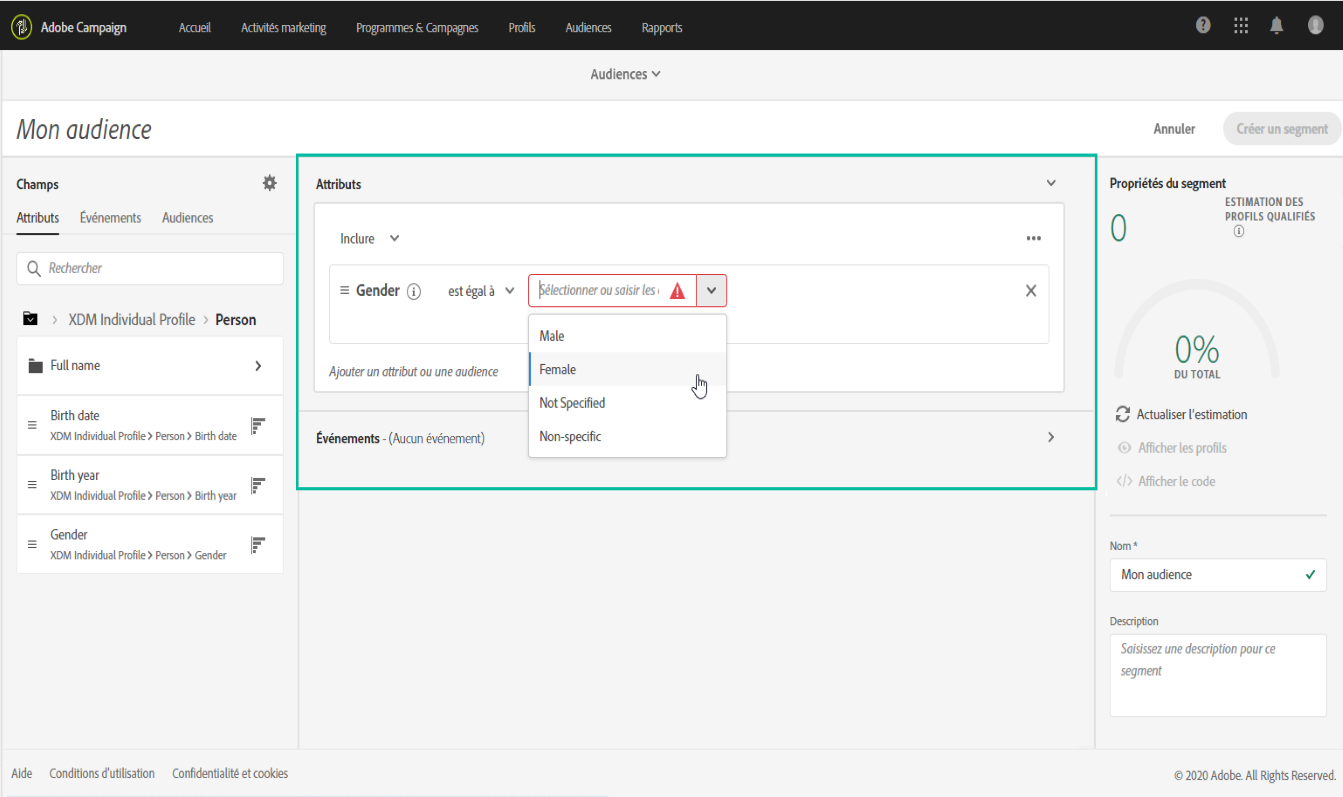 Adobe Campaign Accueil Activités marketing Programmes & Campagnes Profils Audiences Rapports
Audiences
Mon audience
Annuler Créer un segment
Champs
Attributs Événements Audiences
Rechercher
XDM Individual Profile > Person
Full name
Birth date
XDM Individual Profile > Person > Birth date
Birth year
XDM Individual Profile > Person > Birth year
Gender
XDM Individual Profile > Person > Gender
Attributs
Inclure
Gender est égal à Sélectionner ou saisir les
Male
Female
Not Specified
Non-specific
Ajouter un attribut ou une audience
Événements - (Aucun événement)
Propriétés du segment
0
ESTIMATION DES
PROFILS QUALIFIÉS
0%
DU TOTAL
Actualiser l'estimation
Afficher les profils
Afficher le code
Nom *
Mon audience
Description
Saisissez une description pour ce
segment
Aide Conditions d'utilisation Confidentialité et cookies
© 2020 Adobe. All Rights Reserved.